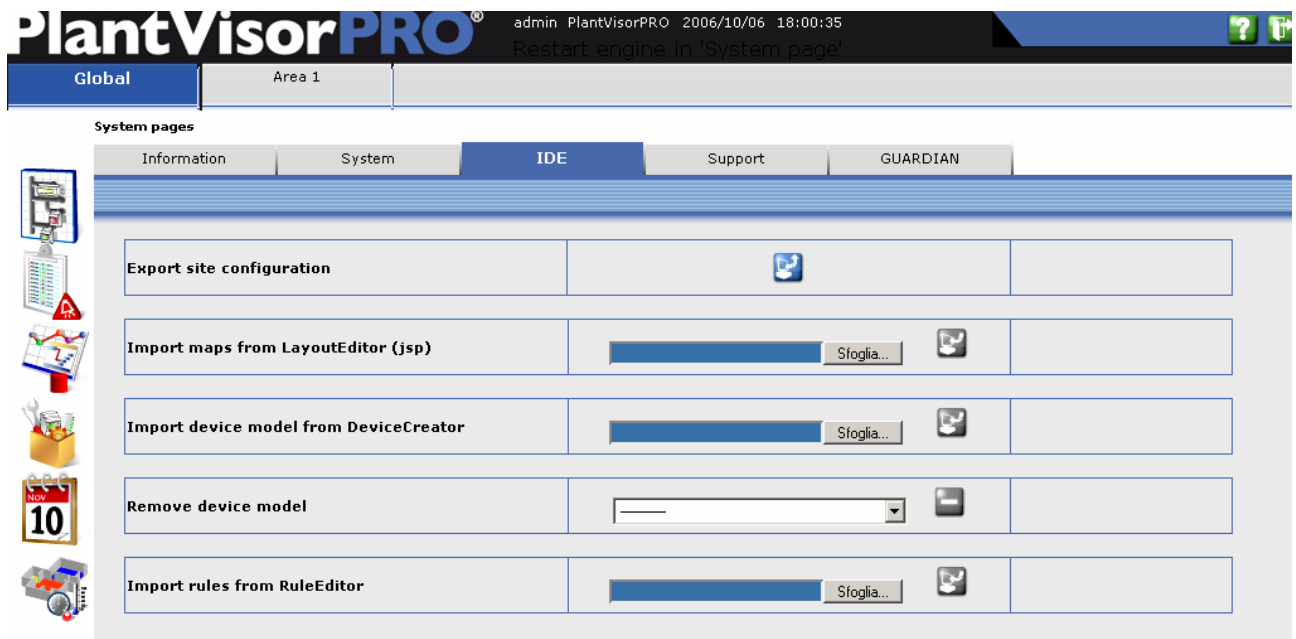 PlantVisorPRO®
admin PlantVisorPRO 2006/10/06 18:00:35
Restart engine in 'System page'
?
Global Area 1
System pages
Information System IDE Support GUARDIAN
Export site configuration
Import maps from LayoutEditor (jsp) Sfoglia...
Import device model from DeviceCreator Sfoglia...
Remove device model
NOV
10
Import rules from RuleEditor Sfoglia...